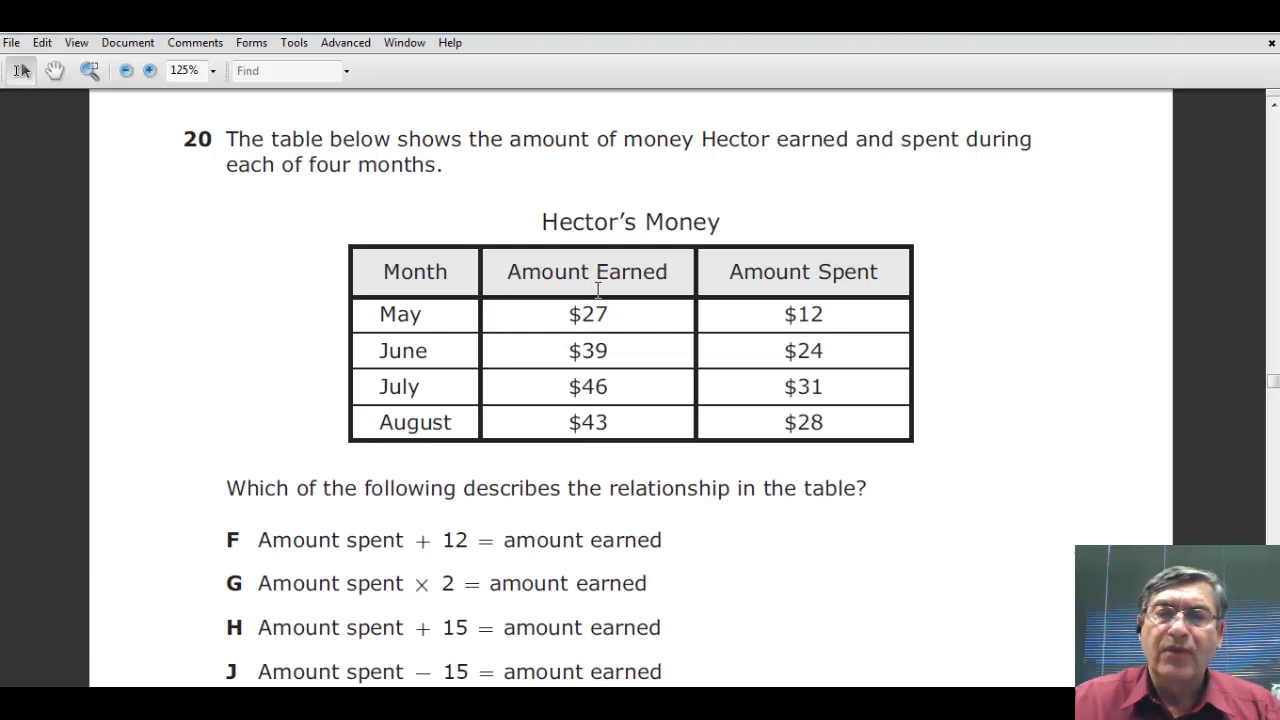 File Edit View Document Comments Forms Tools Advanced Window Help
125% Find
20 The table below shows the amount of money Hector earned and spent during
each of four months.
Hector's Money
Month Amount Earned Amount Spent
May $27 $12
June $39 $24
July $46 $31
August $43 $28
Which of the following describes the relationship in the table?
F Amount spent + 12 = amount earned
G Amount spent × 2 = amount earned
H Amount spent + 15 = amount earned
J Amount spent − 15 = amount earned